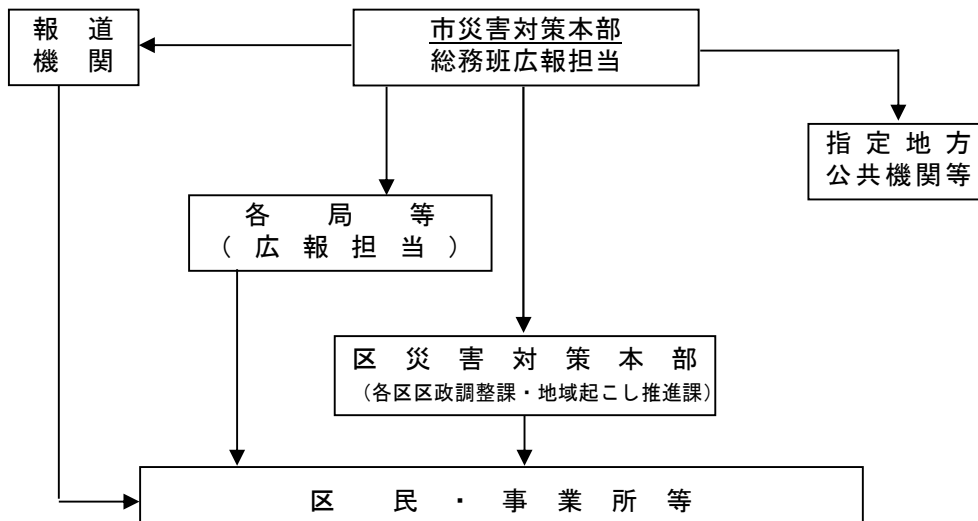 報道
機関
市災害対策本部
総務班広報担当
指定地方
公共機関等
各局等
(広報担当)
区災害対策本部
(各区区政調整課・地域起こし推進課)
区民・事業所等